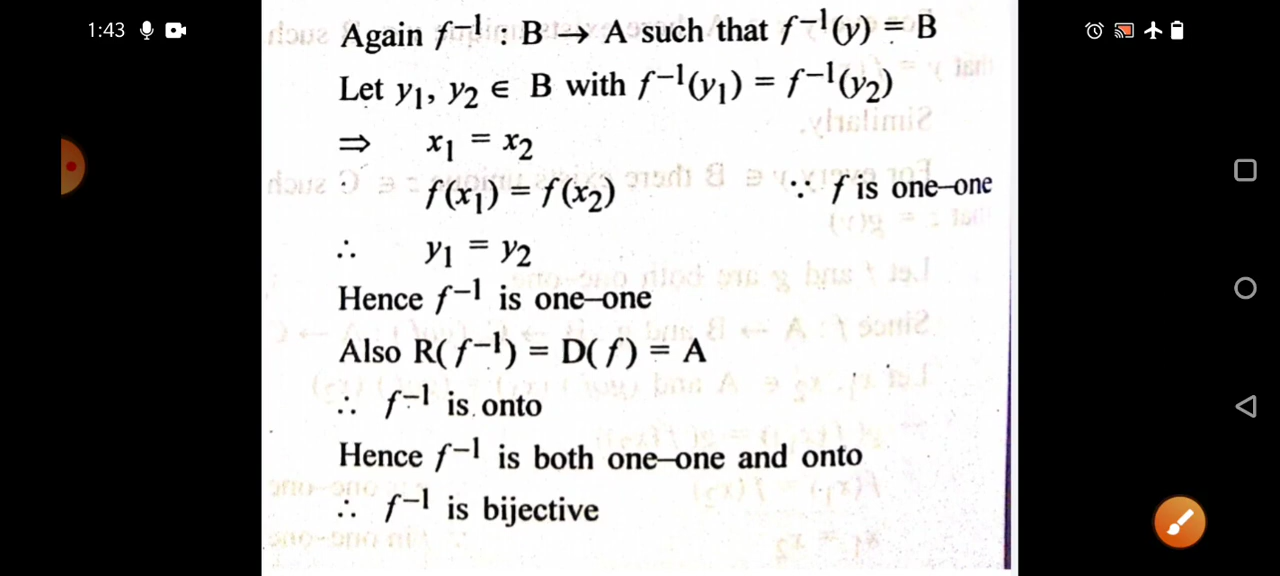 1:43
Again f⁻¹ : B → A such that f⁻¹(y) = B
Let y₁, y₂ ∈ B with f⁻¹(y₁) = f⁻¹(y₂)
⇒ x₁ = x₂
f(x₁) = f(x₂) ∵ f is one–one
∴ y₁ = y₂
Hence f⁻¹ is one–one
Also R(f⁻¹) = D(f) = A
∴ f⁻¹ is onto
Hence f⁻¹ is both one–one and onto
∴ f⁻¹ is bijective